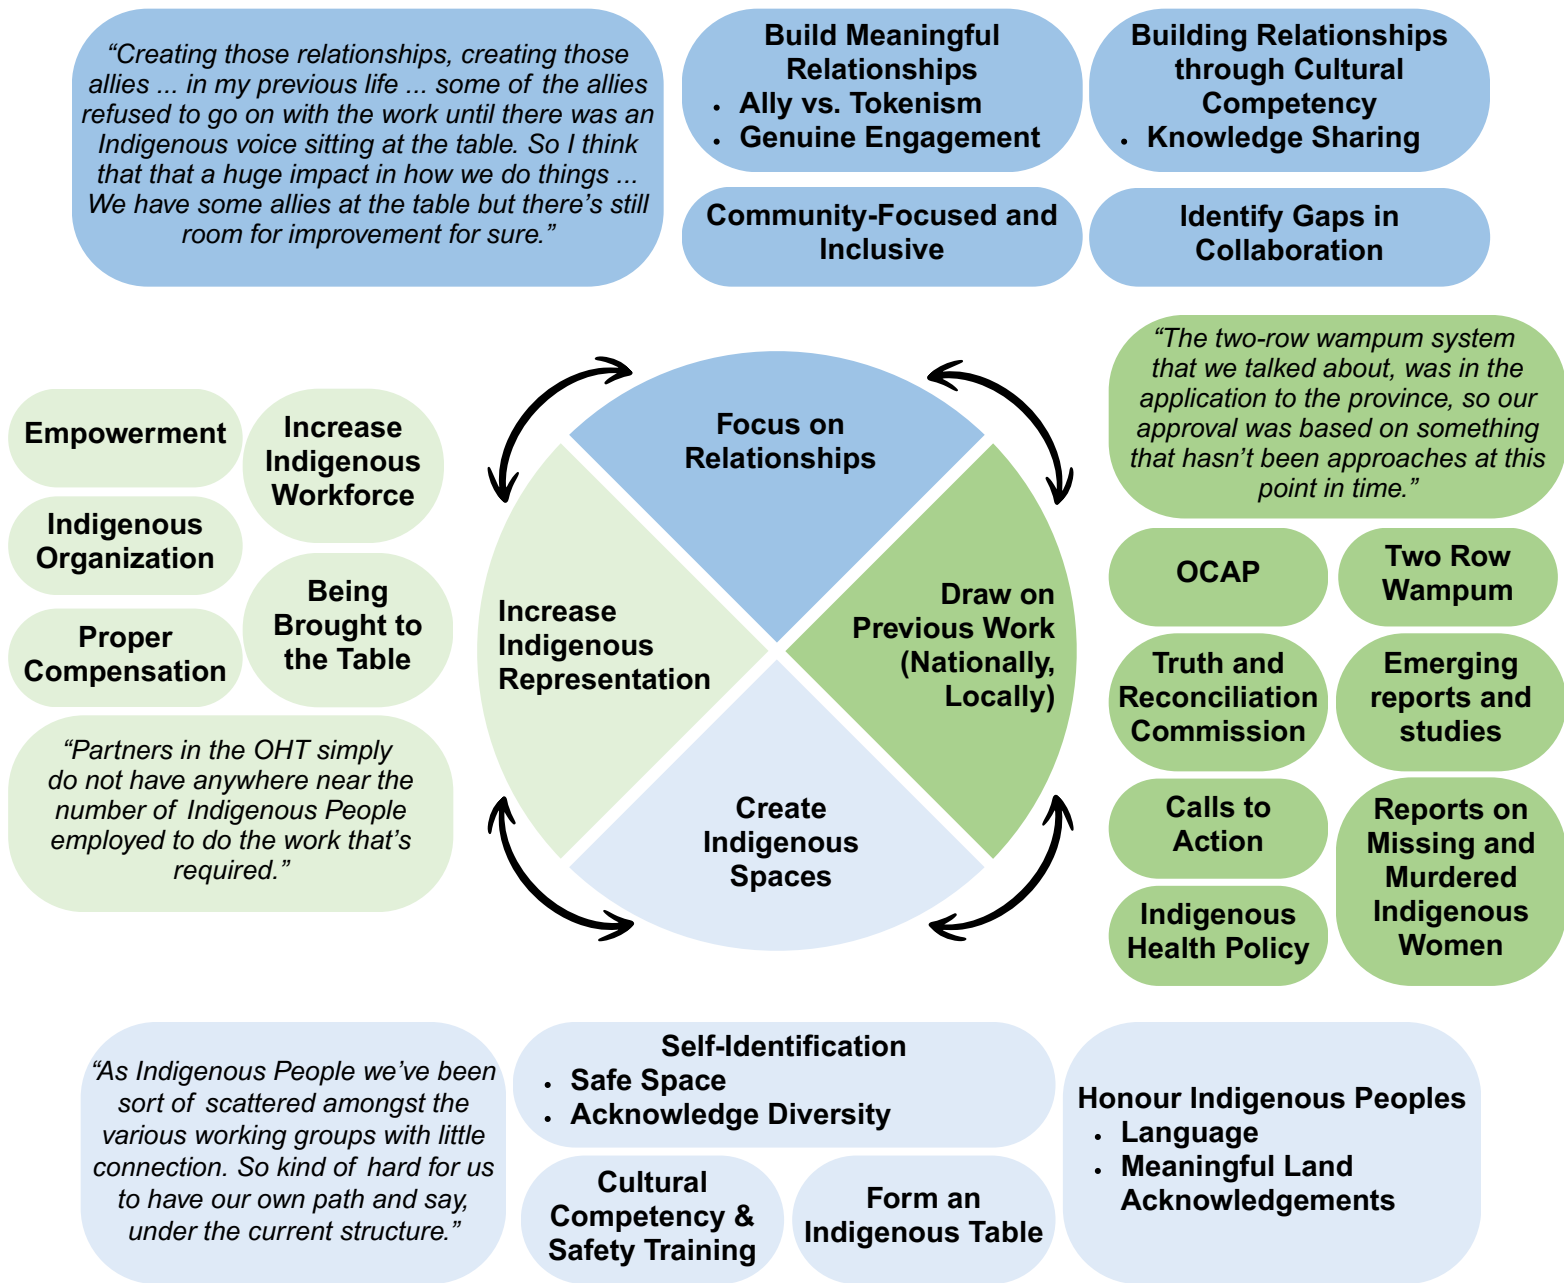 “Creating those relationships, creating those
allies ... in my previous life ... some of the allies
refused to go on with the work until there was an
Indigenous voice sitting at the table. So I think
that that a huge impact in how we do things ...
We have some allies at the table but there’s still
room for improvement for sure.”
Build Meaningful
Relationships
• Ally vs. Tokenism
• Genuine Engagement
Building Relationships
through Cultural
Competency
• Knowledge Sharing
Community-Focused and
Inclusive
Identify Gaps in
Collaboration
Focus on
Relationships
Empowerment
Increase
Indigenous
Workforce
Indigenous
Organization
Being
Brought to
the Table
Proper
Compensation
“Partners in the OHT simply
do not have anywhere near the
number of Indigenous People
employed to do the work that’s
required.”
Increase
Indigenous
Representation
Draw on
Previous Work
(Nationally,
Locally)
Create
Indigenous
Spaces
“The two-row wampum system
that we talked about, was in the
application to the province, so our
approval was based on something
that hasn’t been approaches at this
point in time.”
OCAP
Two Row
Wampum
Truth and
Reconciliation
Commission
Emerging
reports and
studies
Calls to
Action
Reports on
Missing and
Murdered
Indigenous
Women
Indigenous
Health Policy
“As Indigenous People we’ve been
sort of scattered amongst the
various working groups with little
connection. So kind of hard for us
to have our own path and say,
under the current structure.”
Self-Identification
• Safe Space
• Acknowledge Diversity
Cultural
Competency &
Safety Training
Form an
Indigenous Table
Honour Indigenous Peoples
• Language
• Meaningful Land
Acknowledgements